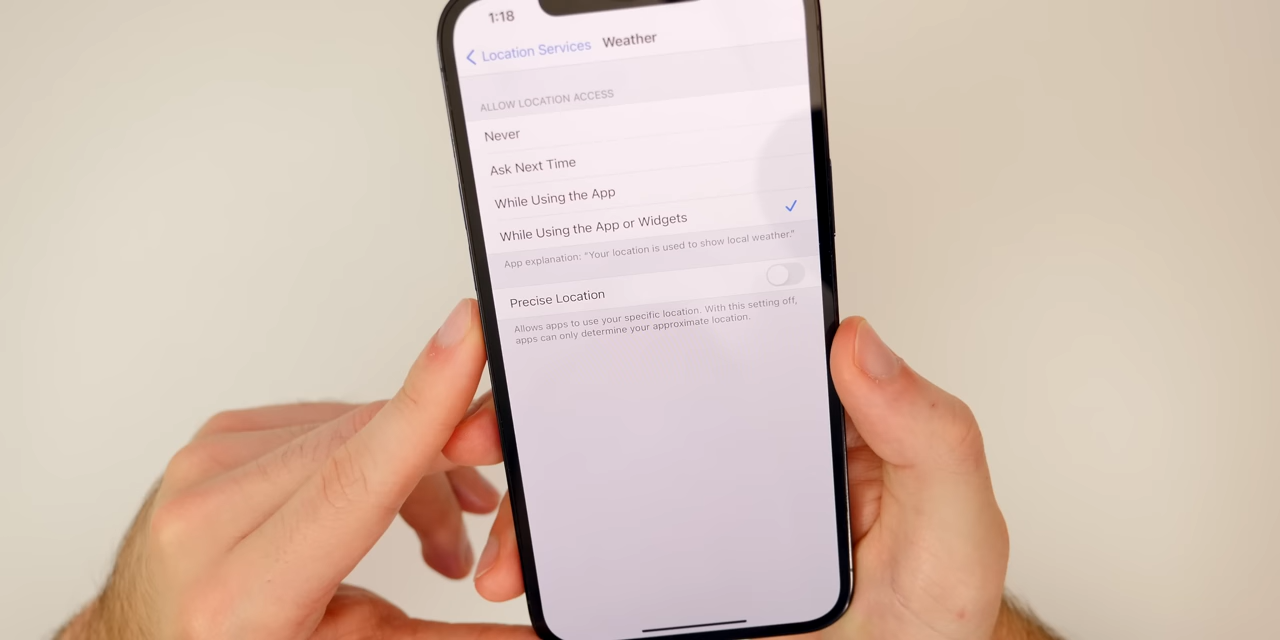 1:18
Location Services Weather
ALLOW LOCATION ACCESS
Never
Ask Next Time
While Using the App
While Using the App or Widgets
App explanation: “Your location is used to show local weather.”
Precise Location
Allows apps to use your specific location. With this setting off,
apps can only determine your approximate location.